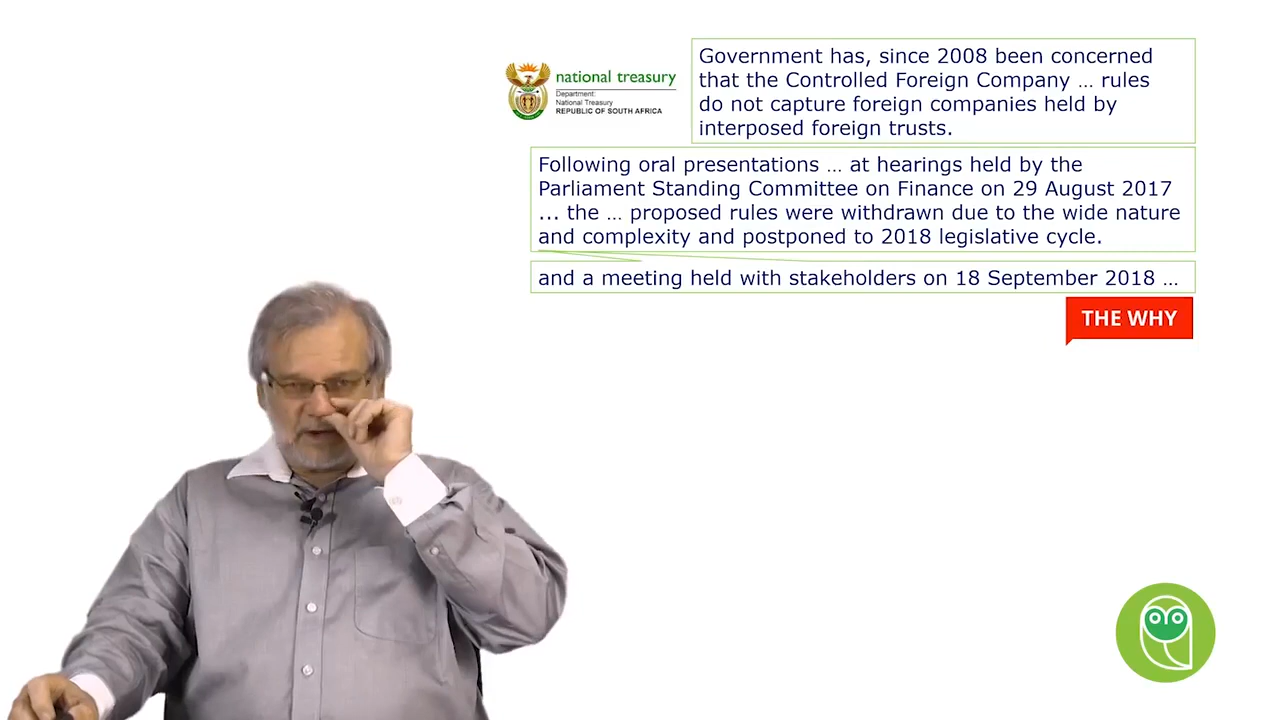 national treasury
Department:
National Treasury
REPUBLIC OF SOUTH AFRICA
Government has, since 2008 been concerned
that the Controlled Foreign Company … rules
do not capture foreign companies held by
interposed foreign trusts.
Following oral presentations … at hearings held by the
Parliament Standing Committee on Finance on 29 August 2017
... the … proposed rules were withdrawn due to the wide nature
and complexity and postponed to 2018 legislative cycle.
and a meeting held with stakeholders on 18 September 2018 …
THE WHY